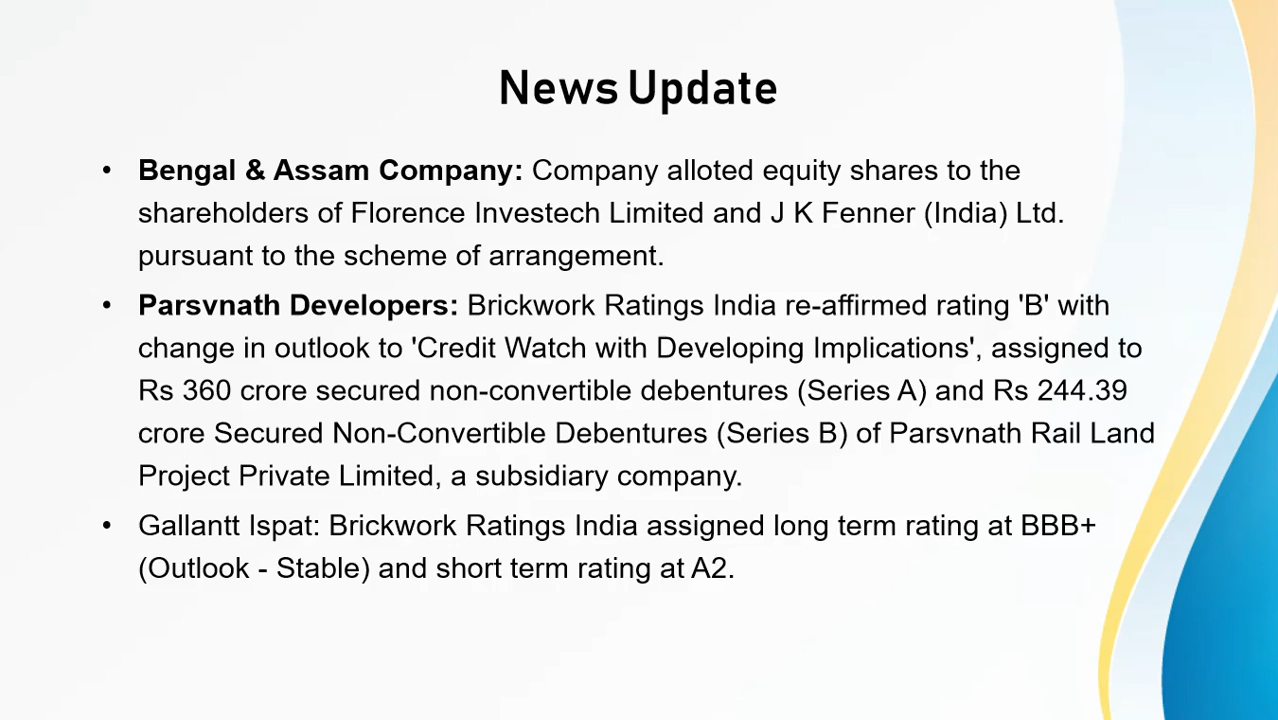 News Update
• Bengal & Assam Company: Company alloted equity shares to the
shareholders of Florence Investech Limited and J K Fenner (India) Ltd.
pursuant to the scheme of arrangement.
• Parsvnath Developers: Brickwork Ratings India re-affirmed rating 'B' with
change in outlook to 'Credit Watch with Developing Implications', assigned to
Rs 360 crore secured non-convertible debentures (Series A) and Rs 244.39
crore Secured Non-Convertible Debentures (Series B) of Parsvnath Rail Land
Project Private Limited, a subsidiary company.
• Gallantt Ispat: Brickwork Ratings India assigned long term rating at BBB+
(Outlook - Stable) and short term rating at A2.